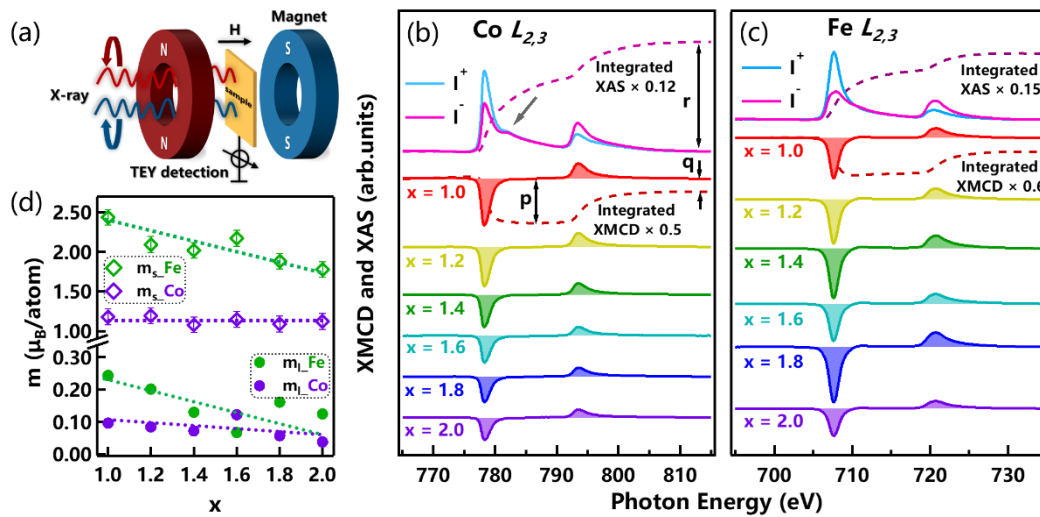 (a)
Magnet
H
N
S
X-ray
sample
N
S
TEY detection
(d)
m (μB/atom)
2.50
2.00
1.50
1.00
0.30
0.20
0.10
0.00
m_s_Fe
m_s_Co
m_l_Fe
m_l_Co
1.0 1.2 1.4 1.6 1.8 2.0
x
XMCD and XAS (arb.units)
(b) Co L2,3
I+
I-
Integrated
XAS × 0.12
r
q
p
x = 1.0
Integrated
XMCD × 0.5
x = 1.2
x = 1.4
x = 1.6
x = 1.8
x = 2.0
770 780 790 800 810
(c) Fe L2,3
I+
I-
Integrated
XAS × 0.15
x = 1.0
Integrated
XMCD × 0.6
x = 1.2
x = 1.4
x = 1.6
x = 1.8
x = 2.0
700 710 720 730
Photon Energy (eV)